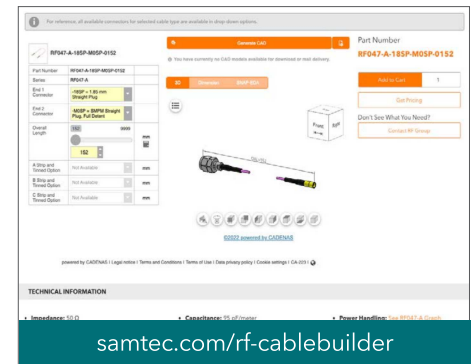 For reference, all available connectors for selected cable type are available in drop-down options.
RF047-A-18SP-M0SP-0152
Part Number RF047-A-18SP-M0SP-0152
Series RF047-A
End 1 Connector -18SP = 1.85 mm Straight Plug
End 2 Connector -M0SP = SMPM Straight Plug, Full Detent
Overall Length 152 9999 mm
152
A Strip and Tinned Option Not Available mm
B Strip and Tinned Option Not Available mm
C Strip and Tinned Option Not Available mm
Generate CAD
You have currently no CAD models available for download or mail delivery.
3D Dimension
Front
©2022 powered by CADENAS
powered by CADENAS | Legal notice | Terms and Conditions | Terms of Use | Data privacy policy | Cookie settings |
Part Number
RF047-A-18SP-M0SP-0152
Add to Cart 1
Get Pricing
Don't See What You Need?
Contact RF Group
TECHNICAL INFORMATION
• Impedance: 50 Ω • Capacitance: 95 pF/meter • Power Handling: See RF047-A Graph
samtec.com/rf-cablebuilder